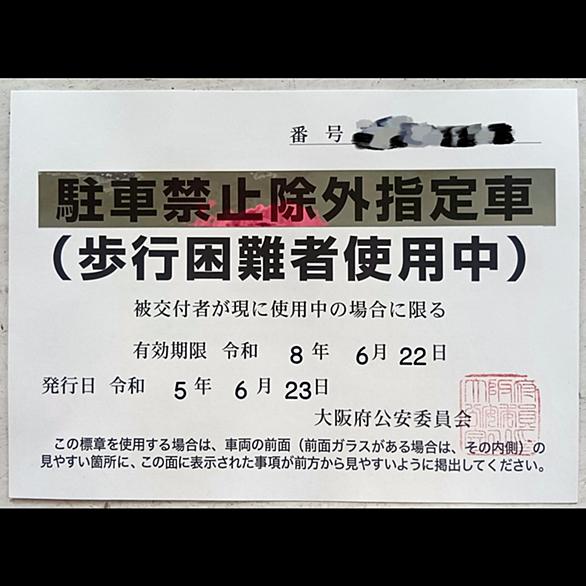 番号
駐車禁止除外指定車
（歩行困難者使用中）
被交付者が現に使用中の場合に限る
有効期限 令和 8年 6月22日
発行日 令和 5年 6月23日
大阪府公安委員会
この標章を使用する場合は、車両の前面（前面ガラスがある場合は、その内側）の
見やすい箇所に、この面に表示された事項が前方から見やすいように掲出してください。